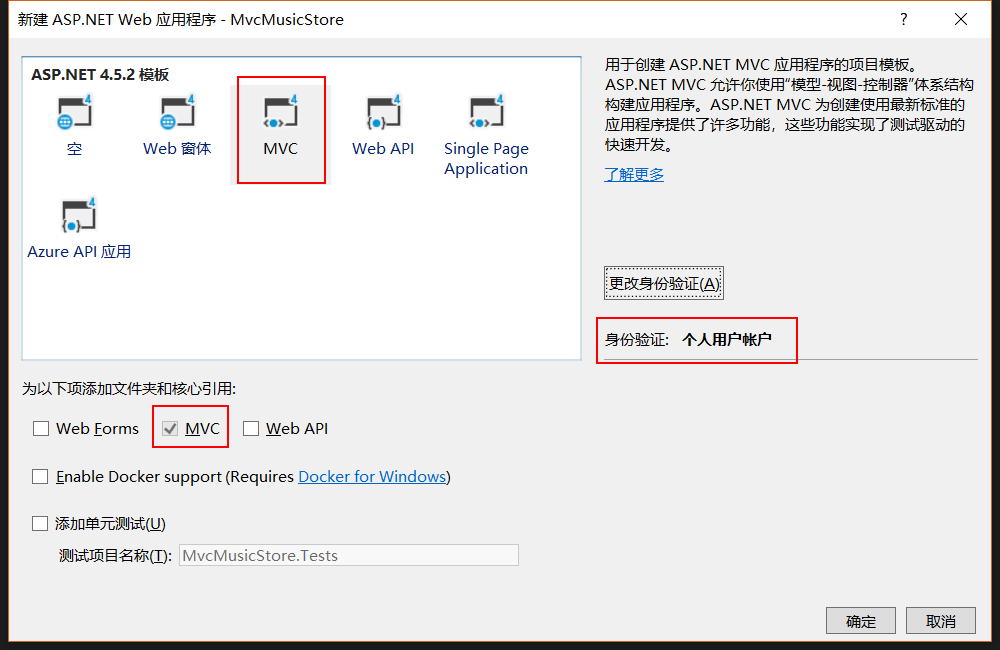 新建 ASP.NET Web 应用程序 - MvcMusicStore
?
ASP.NET 4.5.2 模板
空
Web 窗体
MVC
Web API
Single Page
Application
Azure API 应用
用于创建 ASP.NET MVC 应用程序的项目模板。
ASP.NET MVC 允许你使用“模型-视图-控制器”体系结构
构建应用程序。ASP.NET MVC 为创建使用最新标准的
应用程序提供了许多功能，这些功能实现了测试驱动的
快速开发。
了解更多
更改身份验证(A)
身份验证: 个人用户帐户
为以下项添加文件夹和核心引用:
Web Forms MVC Web API
Enable Docker support (Requires Docker for Windows)
添加单元测试(U)
测试项目名称(T): MvcMusicStore.Tests
确定 取消